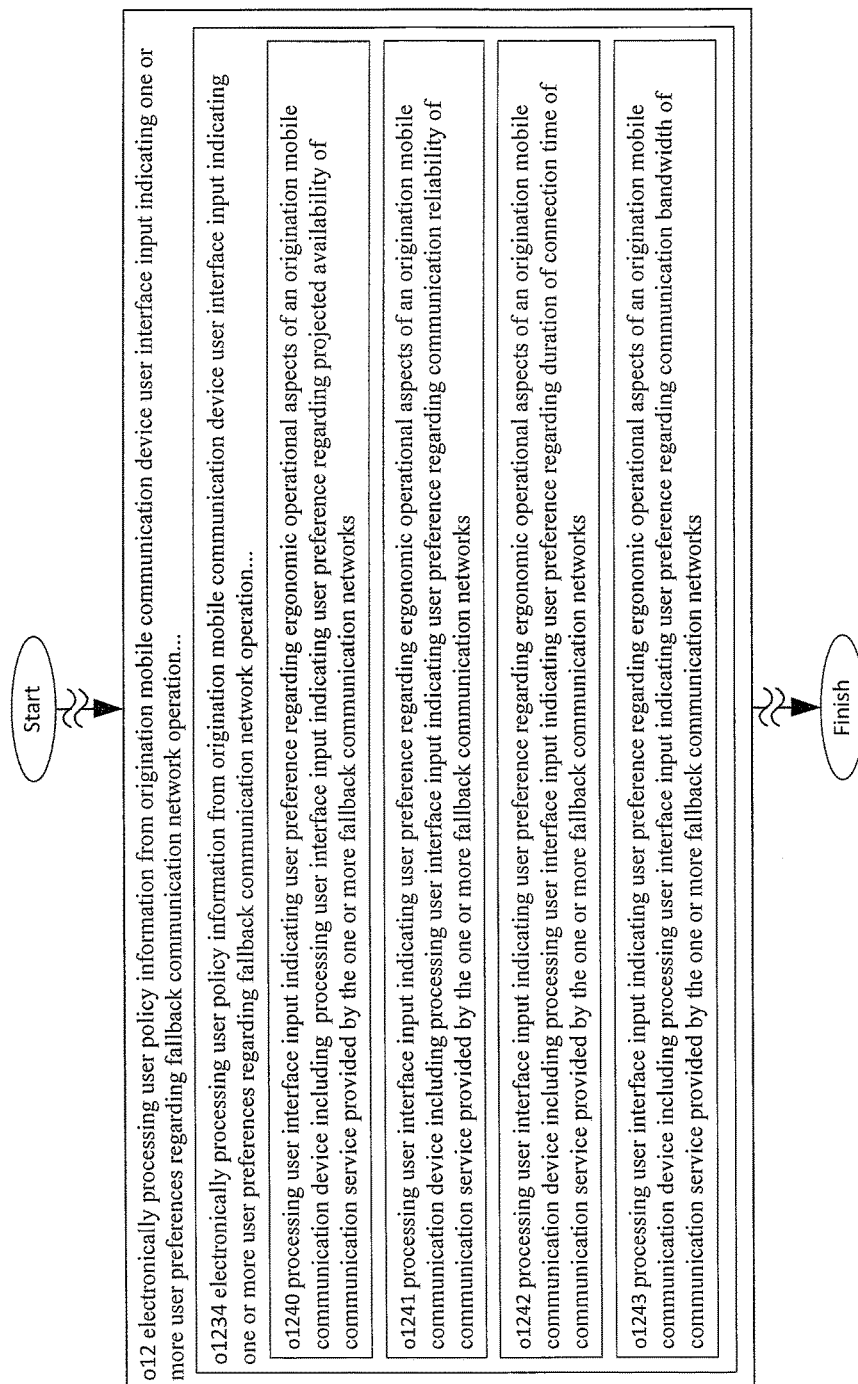 Start
o12 electronically processing user policy information from origination mobile communication device user interface input indicating one or
more user preferences regarding fallback communication network operation...
o1234 electronically processing user policy information from origination mobile communication device user interface input indicating
one or more user preferences regarding fallback communication network operation...
o1240 processing user interface input indicating user preference regarding ergonomic operational aspects of an origination mobile
communication device including processing user interface input indicating user preference regarding projected availability of
communication service provided by the one or more fallback communication networks
o1241 processing user interface input indicating user preference regarding ergonomic operational aspects of an origination mobile
communication device including processing user interface input indicating user preference regarding communication reliability of
communication service provided by the one or more fallback communication networks
o1242 processing user interface input indicating user preference regarding ergonomic operational aspects of an origination mobile
communication device including processing user interface input indicating user preference regarding duration of connection time of
communication service provided by the one or more fallback communication networks
o1243 processing user interface input indicating user preference regarding ergonomic operational aspects of an origination mobile
communication device including processing user interface input indicating user preference regarding communication bandwidth of
communication service provided by the one or more fallback communication networks
Finish